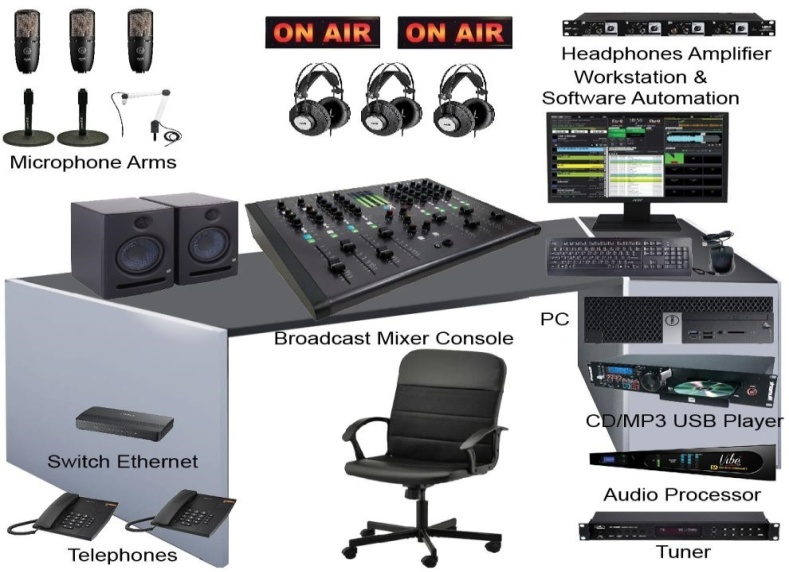 ON AIR
ON AIR
Headphones Amplifier
Workstation &
Software Automation
Microphone Arms
Broadcast Mixer Console
PC
CD/MP3 USB Player
Switch Ethernet
Vibe
Audio Processor
Telephones
Tuner